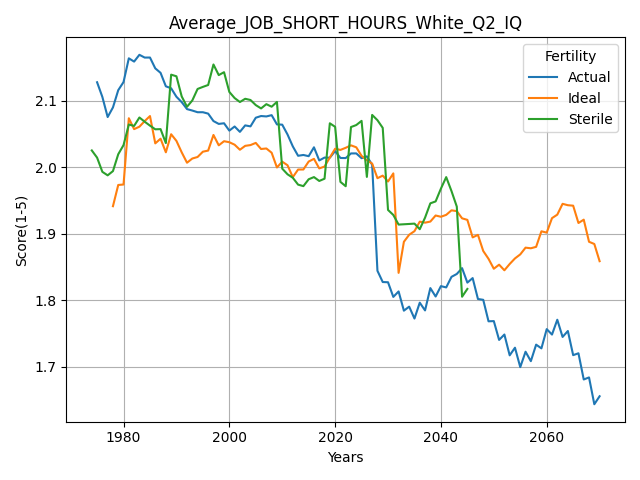 Average_JOB_SHORT_HOURS_White_Q2_IQ
Fertility
Actual
Ideal
Sterile
Score(1-5)
2.1
2.0
1.9
1.8
1.7
1980
2000
2020
2040
2060
Years